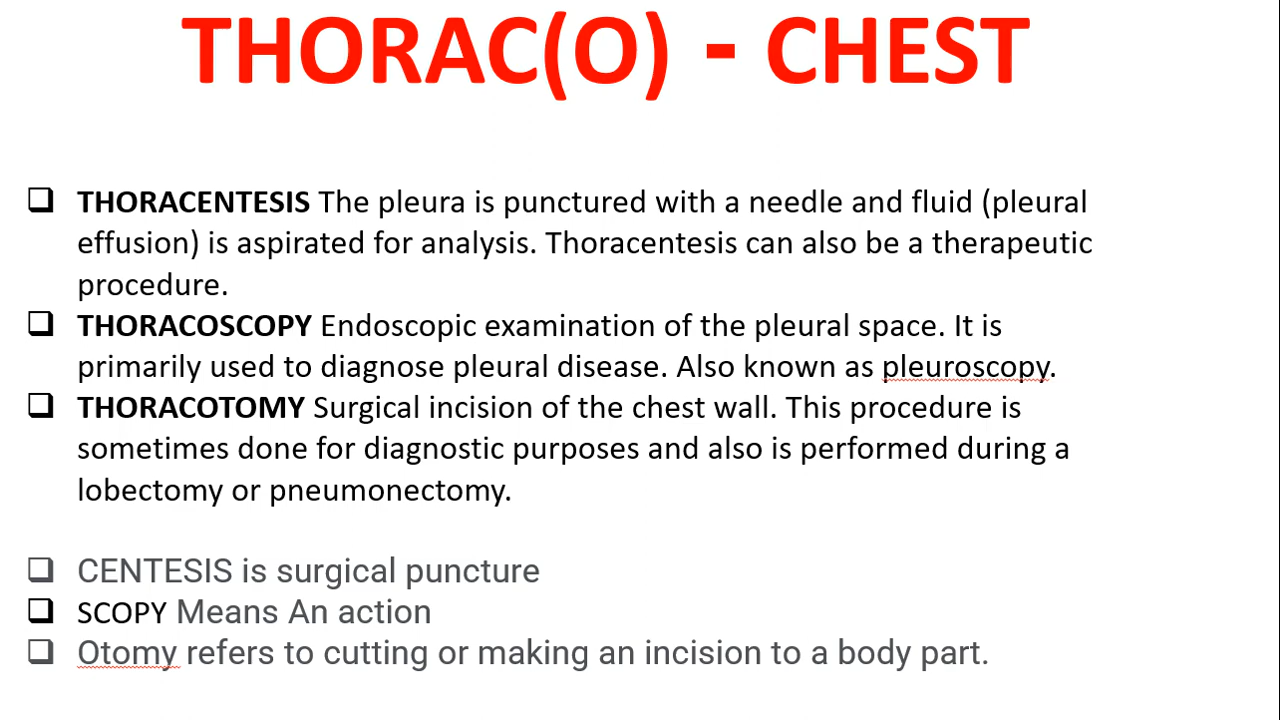 THORAC(O) - CHEST
❑ THORACENTESIS The pleura is punctured with a needle and fluid (pleural
effusion) is aspirated for analysis. Thoracentesis can also be a therapeutic
procedure.
❑ THORACOSCOPY Endoscopic examination of the pleural space. It is
primarily used to diagnose pleural disease. Also known as pleuroscopy.
❑ THORACOTOMY Surgical incision of the chest wall. This procedure is
sometimes done for diagnostic purposes and also is performed during a
lobectomy or pneumonectomy.
❑ CENTESIS is surgical puncture
❑ SCOPY Means An action
❑ Otomy refers to cutting or making an incision to a body part.